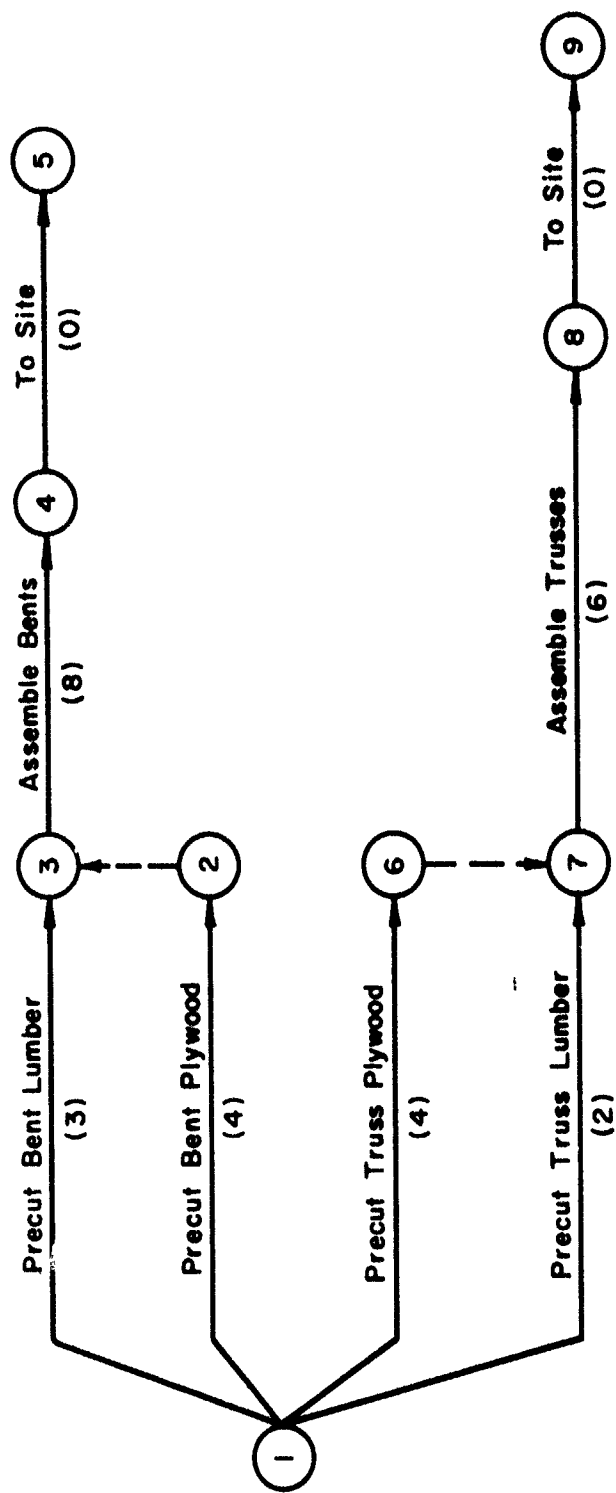 1
Precut Bent Lumber
(3)
3
Assemble Bents
(8)
4
To Site
(0)
5
Precut Bent Plywood
(4)
2
Precut Truss Plywood
(4)
6
Precut Truss Lumber
(2)
7
Assemble Trusses
(6)
8
To Site
(0)
9